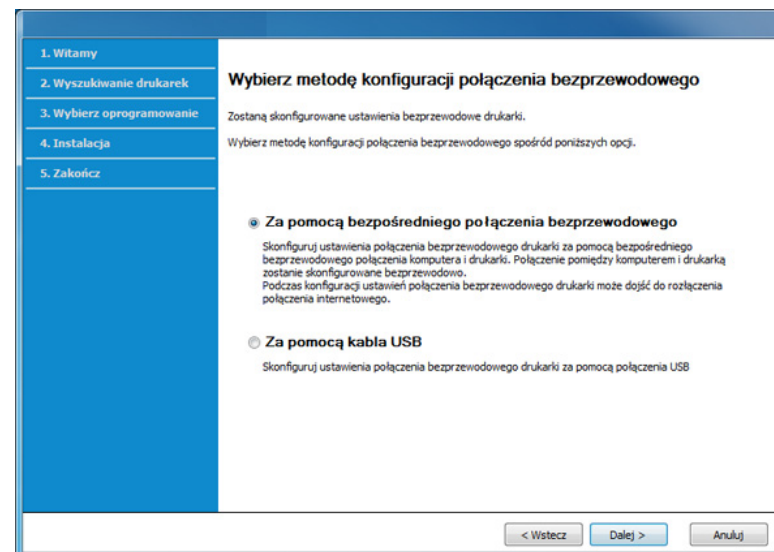 1. Witamy
2. Wyszukiwanie drukarek
3. Wybierz oprogramowanie
4. Instalacja
5. Zakończ
Wybierz metodę konfiguracji połączenia bezprzewodowego
Zostaną skonfigurowane ustawienia bezprzewodowe drukarki.
Wybierz metodę konfiguracji połączenia bezprzewodowego spośród poniższych opcji.
Za pomocą bezpośredniego połączenia bezprzewodowego
Skonfiguruj ustawienia połączenia bezprzewodowego drukarki za pomocą bezpośredniego
bezprzewodowego połączenia komputera i drukarki. Połączenie pomiędzy komputerem i drukarką
zostanie skonfigurowane bezprzewodowo.
Podczas konfiguracji ustawień połączenia bezprzewodowego drukarki może dojść do rozłączenia
połączenia internetowego.
Za pomocą kabla USB
Skonfiguruj ustawienia połączenia bezprzewodowego drukarki za pomocą połączenia USB
< Wstecz Dalej > Anuluj